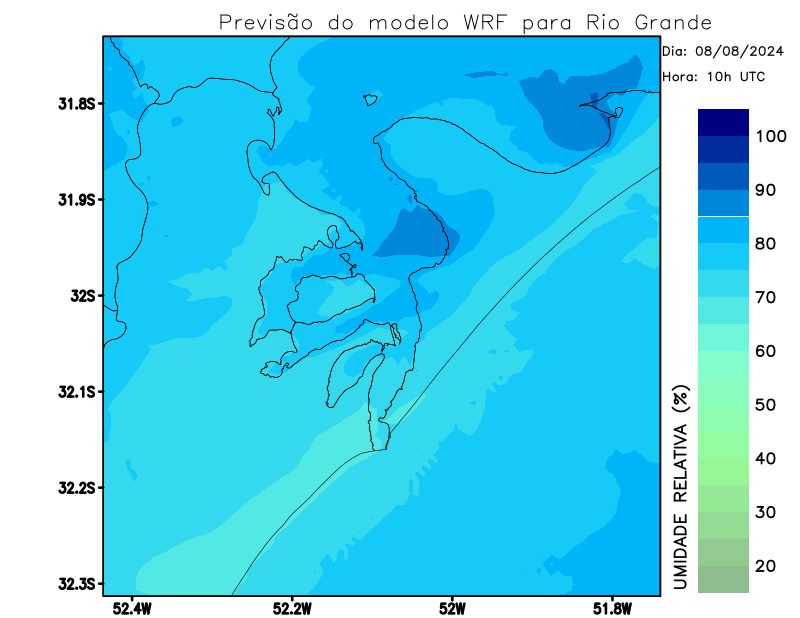 Previsão do modelo WRF para Rio Grande
Dia: 08/08/2024
Hora: 10h UTC
31.8S
31.9S
32S
32.1S
32.2S
32.3S
52.4W
52.2W
52W
51.8W
100
90
80
70
60
50
40
30
20
UMIDADE RELATIVA (%)